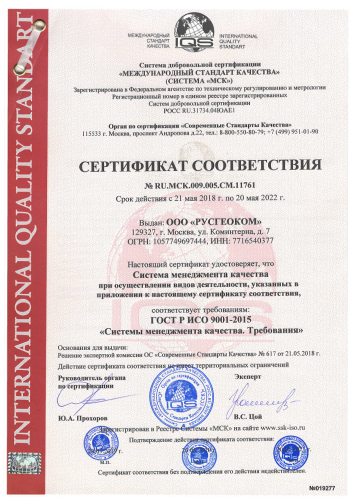 INTERNATIONAL QUALITY STANDART
МЕЖДУНАРОДНЫЙ
СТАНДАРТ
КАЧЕСТВА
IQS
INTERNATIONAL
QUALITY
STANDART
Система добровольной сертификации
«МЕЖДУНАРОДНЫЙ СТАНДАРТ КАЧЕСТВА»
(СИСТЕМА «МСК»)
Зарегистрирована в Федеральном агентстве по техническому регулированию и метрологии
Регистрационный номер в едином реестре зарегистрированных
Систем добровольной сертификации
РОСС RU.31734.04ЮАЕ1
Орган по сертификации «Современные Стандарты Качества»
115533 г. Москва, проспект Андропова д.22, тел.: 8-800-550-80-79; +7 (499) 951-01-90
СЕРТИФИКАТ СООТВЕТСТВИЯ
№ RU.МСК.009.005.СМ.11761
Срок действия с 21 мая 2018 г. по 20 мая 2022 г.
Выдан: ООО «РУСГЕОКОМ»
129327, г. Москва, ул. Коминтерна, д. 7
ОГРН: 1057749697444, ИНН: 7716540377
Настоящий сертификат удостоверяет, что
Система менеджмента качества
при осуществлении видов деятельности, указанных в
приложении к настоящему сертификату соответствия,
соответствует требованиям:
ГОСТ Р ИСО 9001-2015
«Системы менеджмента качества. Требования»
Основания для выдачи:
Решение экспертной комиссии ОС «Современные Стандарты Качества» № 617 от 21.05.2018 г.
Действие сертификата соответствия не имеет территориальных ограничений
Руководитель органа
по сертификации
Эксперт
IQS
Ю.А. Прохоров
В.С. Цой
Зарегистрирован в Реестре Системы «МСК» на сайте www.ssk-iso.ru
Подтверждение действия сертификата соответствия:
М.П.
Сертификат соответствия без подтверждения его действия недействителен
№019277